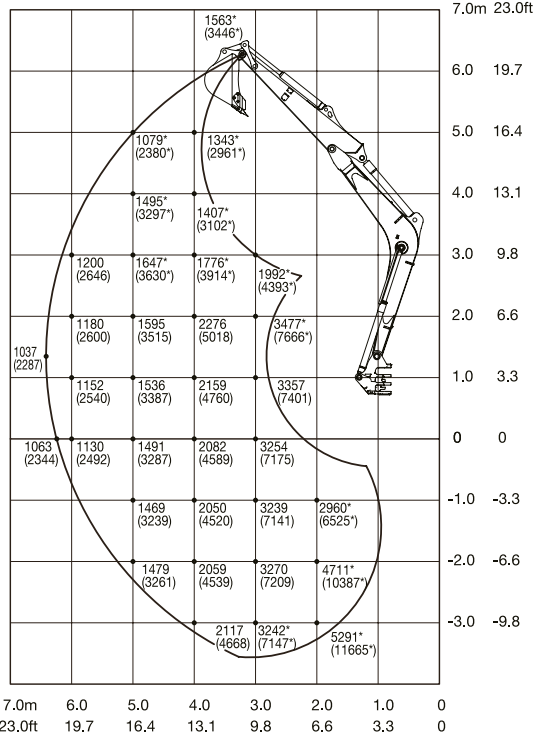 7.0m 23.0ft
1563*
(3446*)
6.0 19.7
5.0 16.4
1079* 1343*
(2380*) (2961*)
4.0 13.1
1495* 1407*
(3297*) (3102*)
3.0 9.8
1200 1647* 1776* 1992*
(2646) (3630*) (3914*) (4393*)
2.0 6.6
1180 1595 2276 3477*
(2600) (3515) (5018) (7666*)
1037
(2287)
1.0 3.3
1152 1536 2159 3357
(2540) (3387) (4760) (7401)
0 0
1063 1130 1491 2082 3254
(2344) (2492) (3287) (4589) (7175)
-1.0 -3.3
1469 2050 3239 2960*
(3239) (4520) (7141) (6525*)
-2.0 -6.6
1479 2059 3270 4711*
(3261) (4539) (7209) (10387*)
-3.0 -9.8
2117 3242* 5291*
(4668) (7147*) (11665*)
7.0m 6.0 5.0 4.0 3.0 2.0 1.0 0
23.0ft 19.7 16.4 13.1 9.8 6.6 3.3 0